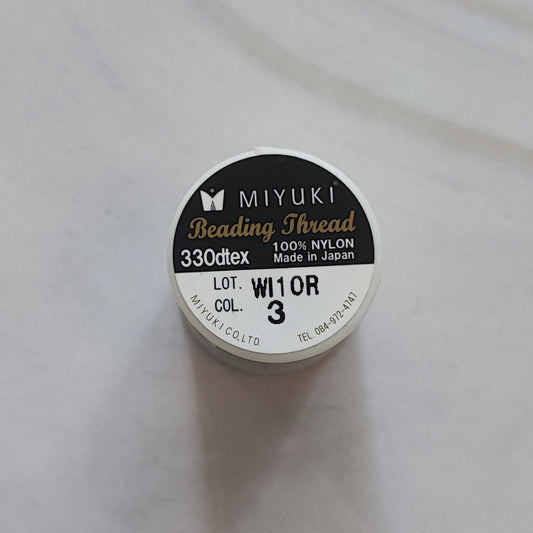 MIYUKI®
Beading Thread
330dtex
100% NYLON
Made in Japan
LOT. WI10R
COL. 3
MIYUKI CO., LTD.
TEL. 084-972-4747